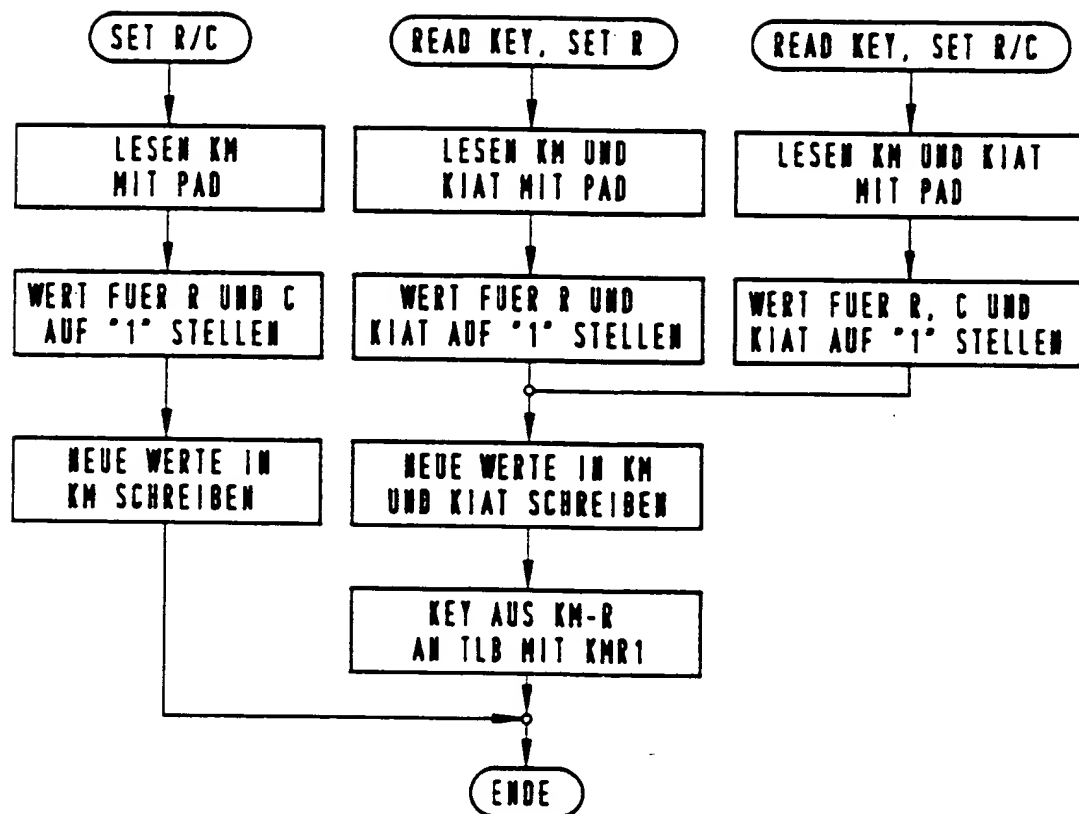 SET R/C
READ KEY, SET R
READ KEY, SET R/C
LESEN KM
MIT PAD
LESEN KM UND
KIAT MIT PAD
LESEN KM UND KIAT
MIT PAD
WERT FUER R UND C
AUF "1" STELLEN
WERT FUER R UND
KIAT AUF "1" STELLEN
WERT FUER R, C UND
KIAT AUF "1" STELLEN
NEUE WERTE IN
KM SCHREIBEN
NEUE WERTE IN KM
UND KIAT SCHREIBEN
KEY AUS KM-R
AN TLB MIT KMR1
ENDE